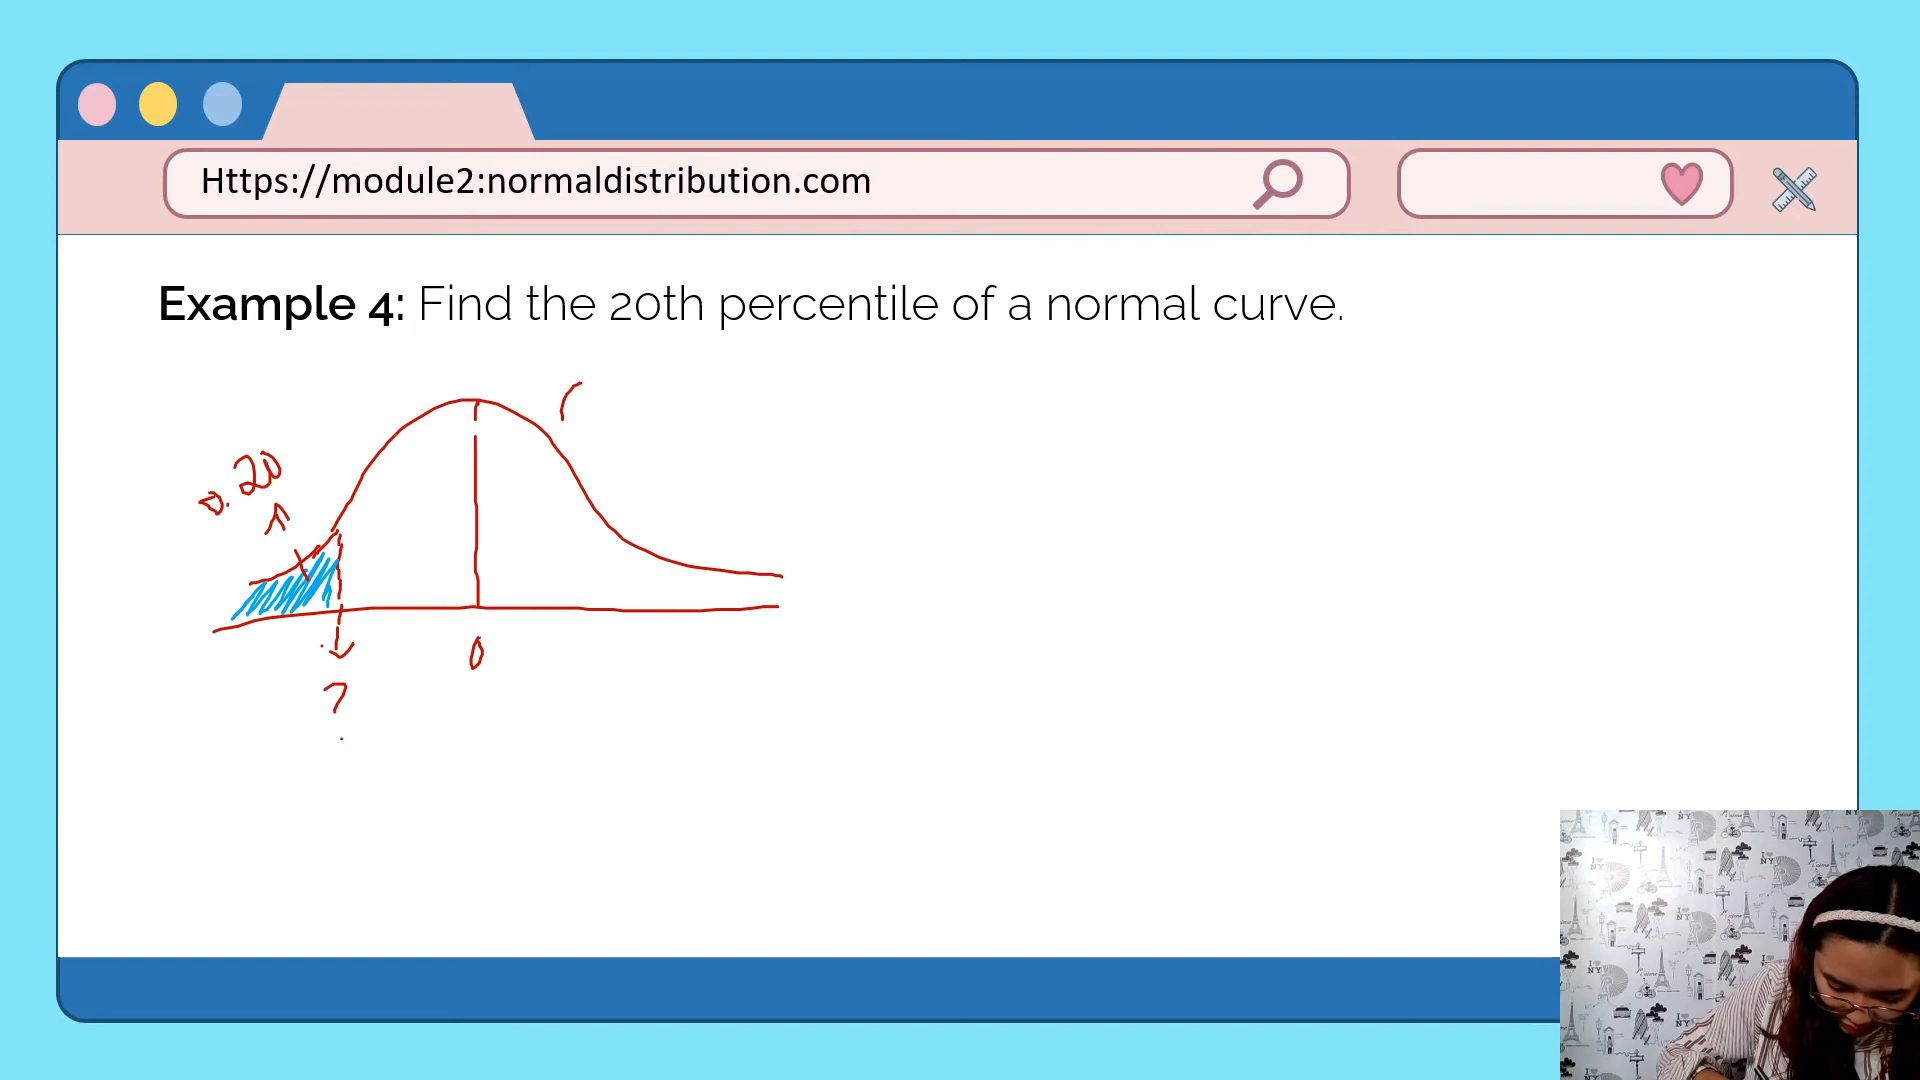 Https://module2:normaldistribution.com
Example 4: Find the 20th percentile of a normal curve.
0.20
0
?